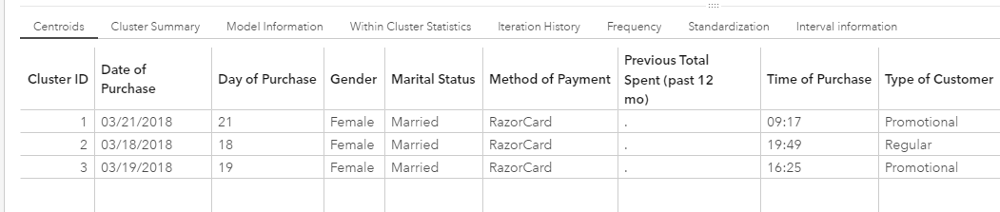 Centroids Cluster Summary Model Information Within Cluster Statistics Iteration History Frequency Standardization Interval information
Cluster ID Date of Purchase Day of Purchase Gender Marital Status Method of Payment Previous Total Spent (past 12 mo) Time of Purchase Type of Customer
1 03/21/2018 21 Female Married RazorCard . 09:17 Promotional
2 03/18/2018 18 Female Married RazorCard . 19:49 Regular
3 03/19/2018 19 Female Married RazorCard . 16:25 Promotional